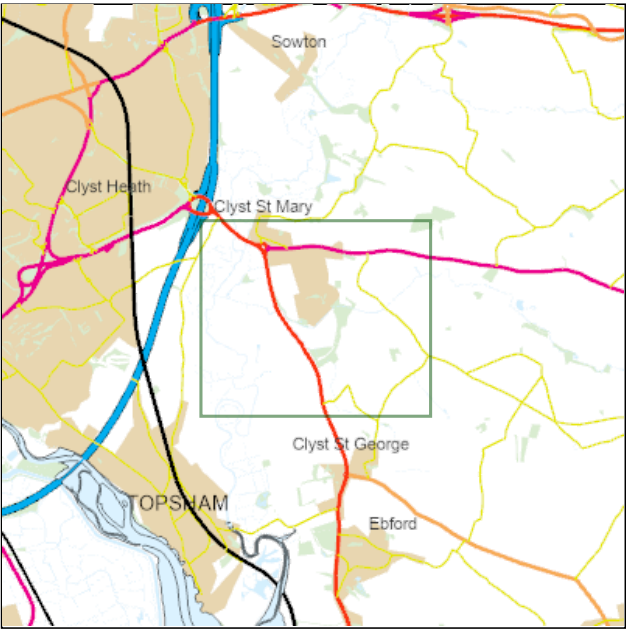 Sowton
Clyst Heath
Clyst St Mary
Clyst St George
TOPSHAM
Ebford